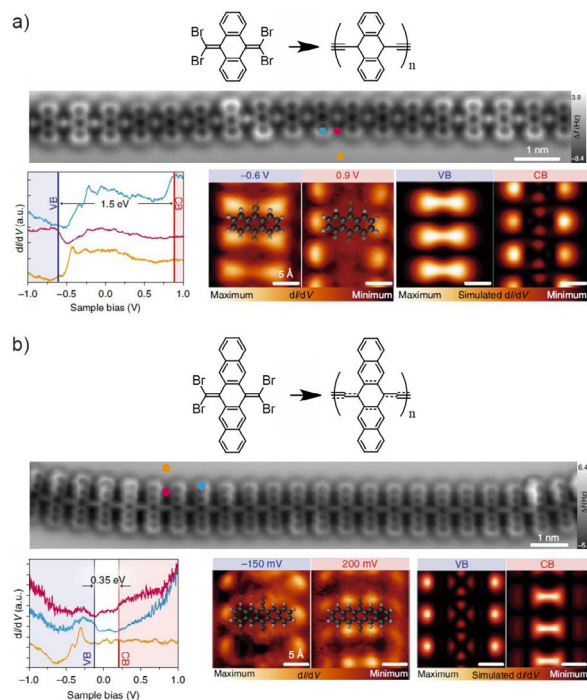 a)
Br Br
Br Br
n
3.9
Δf (Hz)
-3.4
1 nm
dI/dV (a.u.)
VB
1.5 eV
CB
-1.0 -0.5 0.0 0.5 1.0
Sample bias (V)
-0.6 V 0.9 V
5 Å
Maximum dI/dV Minimum
VB CB
Maximum Simulated dI/dV Minimum
b)
Br Br
Br Br
n
6.4
1 nm
dI/dV (a.u.)
0.35 eV
VB
CB
-1.0 -0.5 0.0 0.5 1.0
Sample bias (V)
-150 mV 200 mV
5 Å
Maximum dI/dV Minimum
VB CB
Maximum Simulated dI/dV Minimum